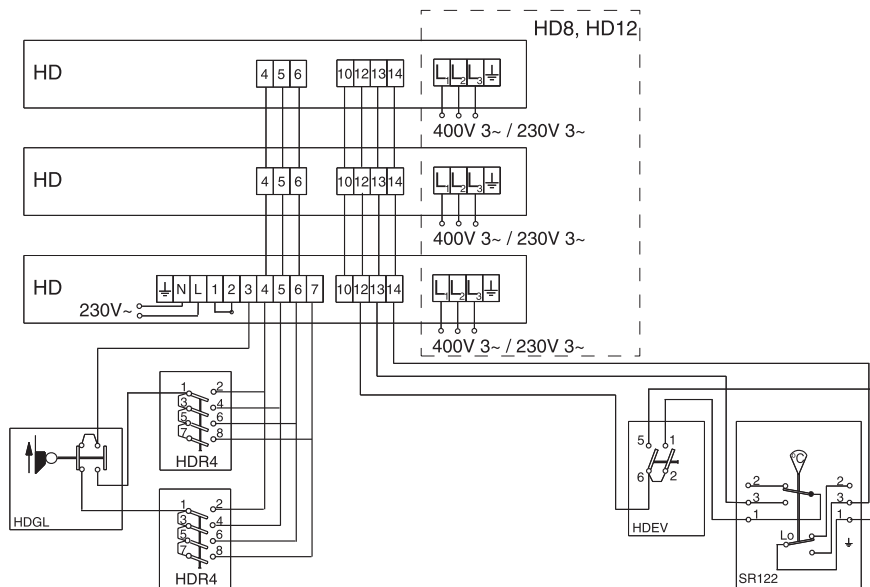 HD8, HD12
HD 4 5 6 10 12 13 14 L1 L2 L3
400V 3~ / 230V 3~
HD 4 5 6 10 12 13 14 L1 L2 L3
400V 3~ / 230V 3~
HD N L 1 2 3 4 5 6 7 10 12 13 14 L1 L2 L3
230V~
400V 3~ / 230V 3~
1 2
3 4
5 6
7 8
HDR4
HDGL
1 2
3 4
5 6
7 8
HDR4
5 1
6 2
HDEV
°C
2 2
3 3
1 1
Lo
SR122